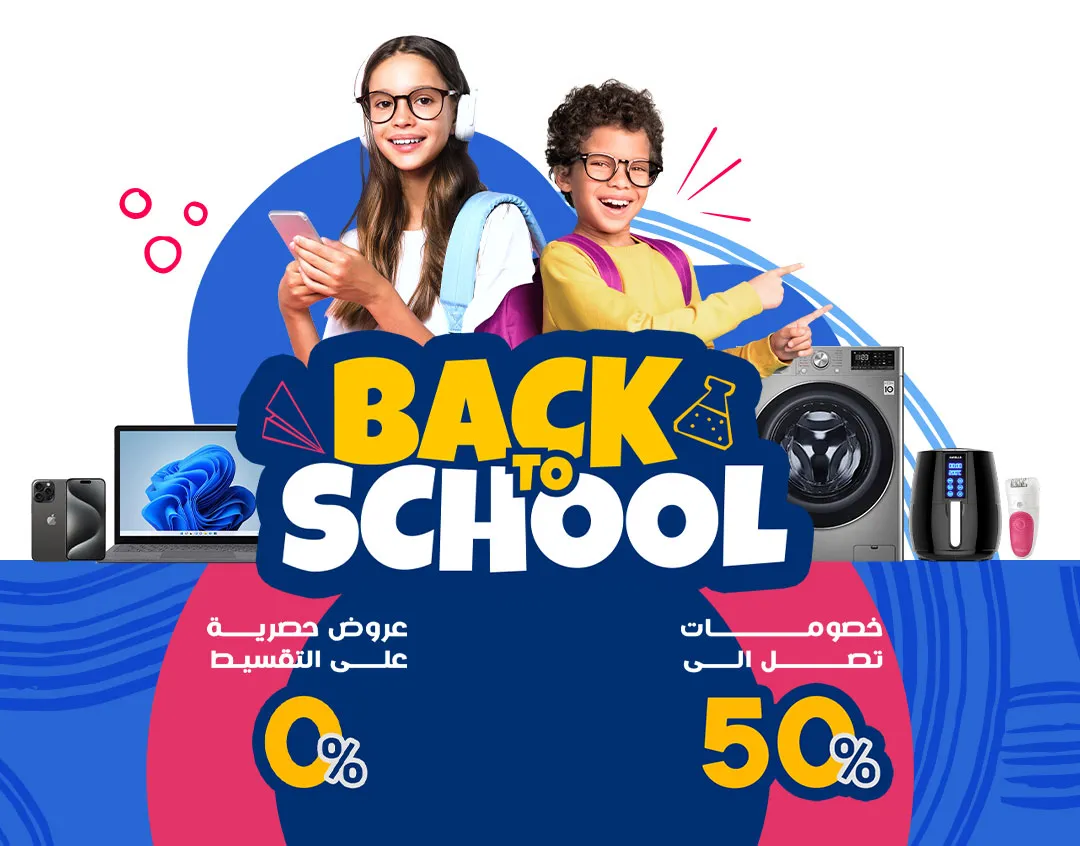 BACK
TO
SCHOOL
خصومات
تصل الى
50%
عروض حصرية
على التقسيط
0%